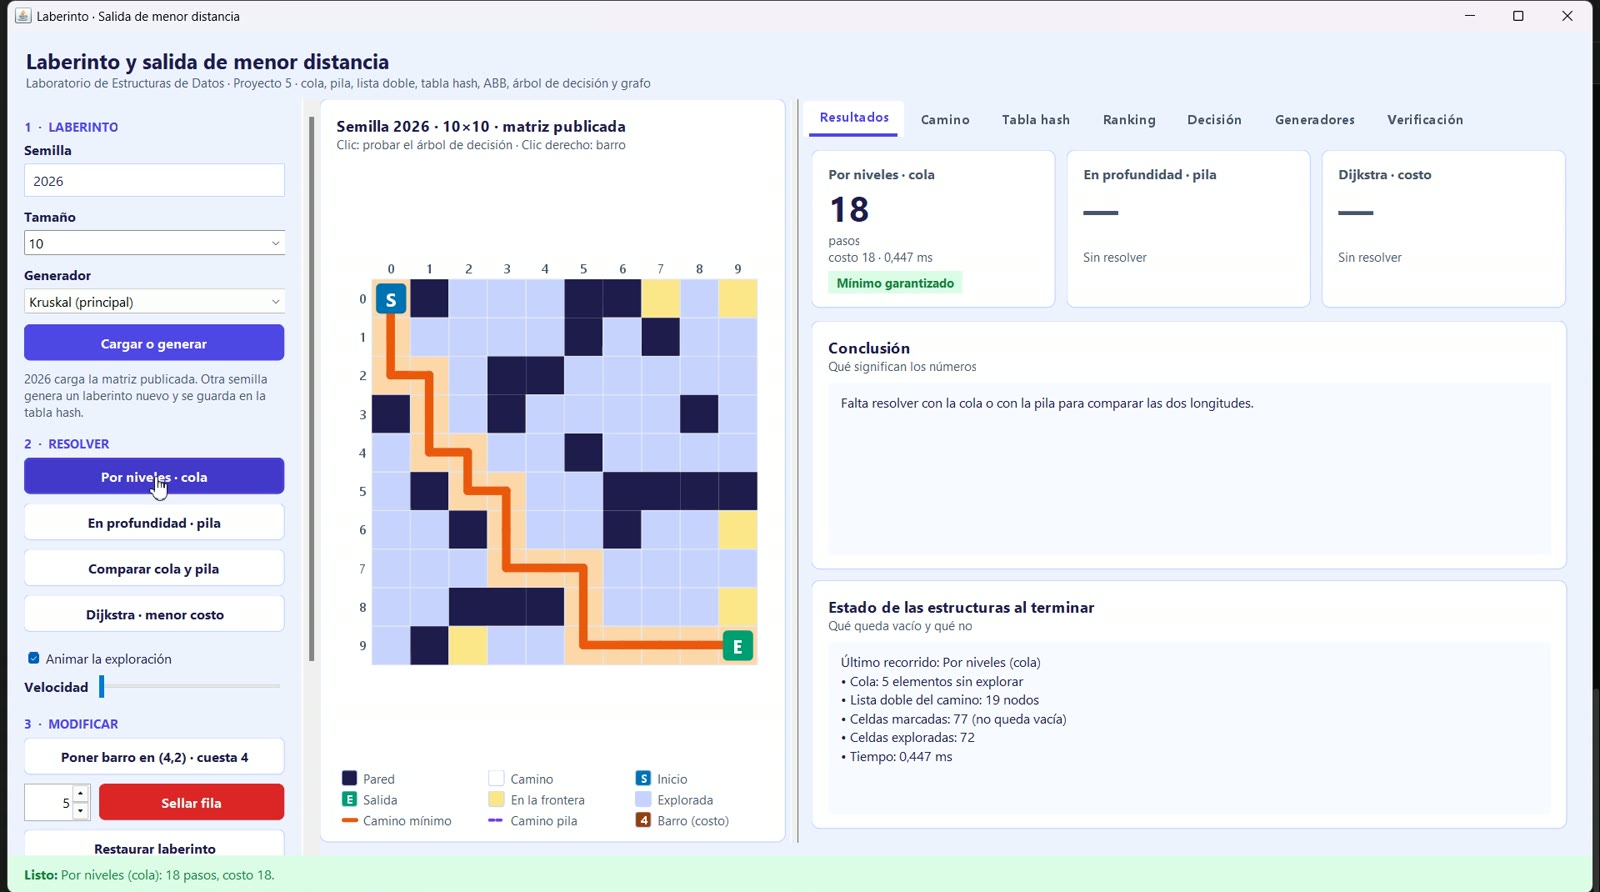 Laberinto · Salida de menor distancia
Laberinto y salida de menor distancia
Laboratorio de Estructuras de Datos · Proyecto 5 · cola, pila, lista doble, tabla hash, ABB, árbol de decisión y grafo
1 · LABERINTO
Semilla
2026
Tamaño
10
Generador
Kruskal (principal)
Cargar o generar
2026 carga la matriz publicada. Otra semilla
genera un laberinto nuevo y se guarda en la
tabla hash.
2 · RESOLVER
Por niveles · cola
En profundidad · pila
Comparar cola y pila
Dijkstra · menor costo
Animar la exploración
Velocidad
3 · MODIFICAR
Poner barro en (4,2) · cuesta 4
5
Sellar fila
Restaurar laberinto
Semilla 2026 · 10×10 · matriz publicada
Clic: probar el árbol de decisión · Clic derecho: barro
0 1 2 3 4 5 6 7 8 9
0 S
1
2
3
4
5
6
7
8
9 E
Pared Camino S Inicio
E Salida En la frontera Explorada
Camino mínimo Camino pila 4 Barro (costo)
Resultados Camino Tabla hash Ranking Decisión Generadores Verificación
Por niveles · cola
18
pasos
costo 18 · 0,447 ms
Mínimo garantizado
En profundidad · pila
—
Sin resolver
Dijkstra · costo
—
Sin resolver
Conclusión
Qué significan los números
Falta resolver con la cola o con la pila para comparar las dos longitudes.
Estado de las estructuras al terminar
Qué queda vacío y qué no
Último recorrido: Por niveles (cola)
• Cola: 5 elementos sin explorar
• Lista doble del camino: 19 nodos
• Celdas marcadas: 77 (no queda vacía)
• Celdas exploradas: 72
• Tiempo: 0,447 ms
Listo: Por niveles (cola): 18 pasos, costo 18.